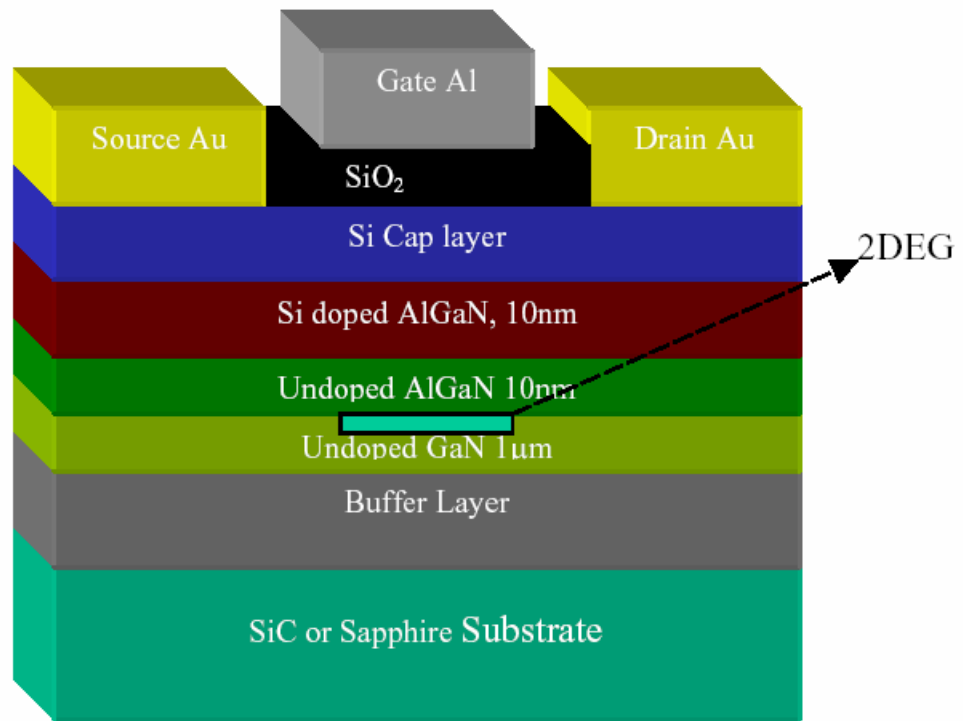 Gate Al
Source Au
Drain Au
SiO₂
Si Cap layer
2DEG
Si doped AlGaN, 10nm
Undoped AlGaN 10nm
Undoped GaN 1μm
Buffer Layer
SiC or Sapphire Substrate